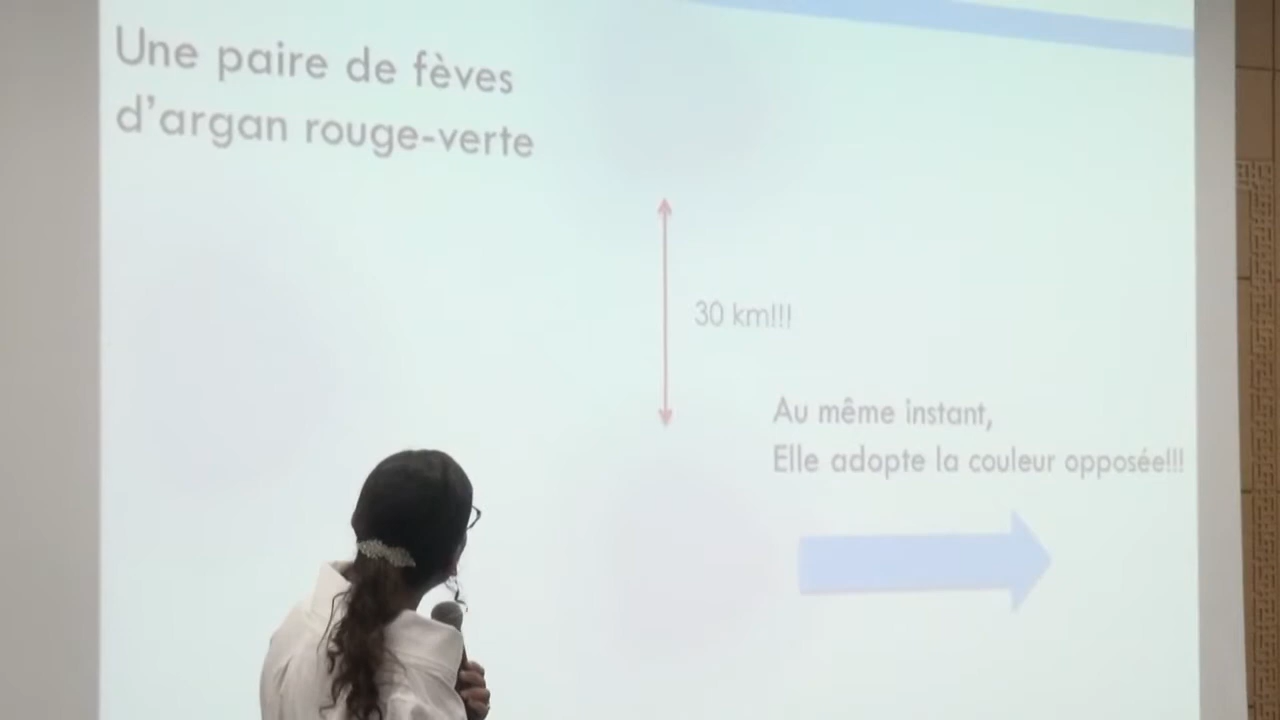 Une paire de fèves
d'argan rouge-verte
30 km!!!
Au même instant,
Elle adopte la couleur opposée!!!